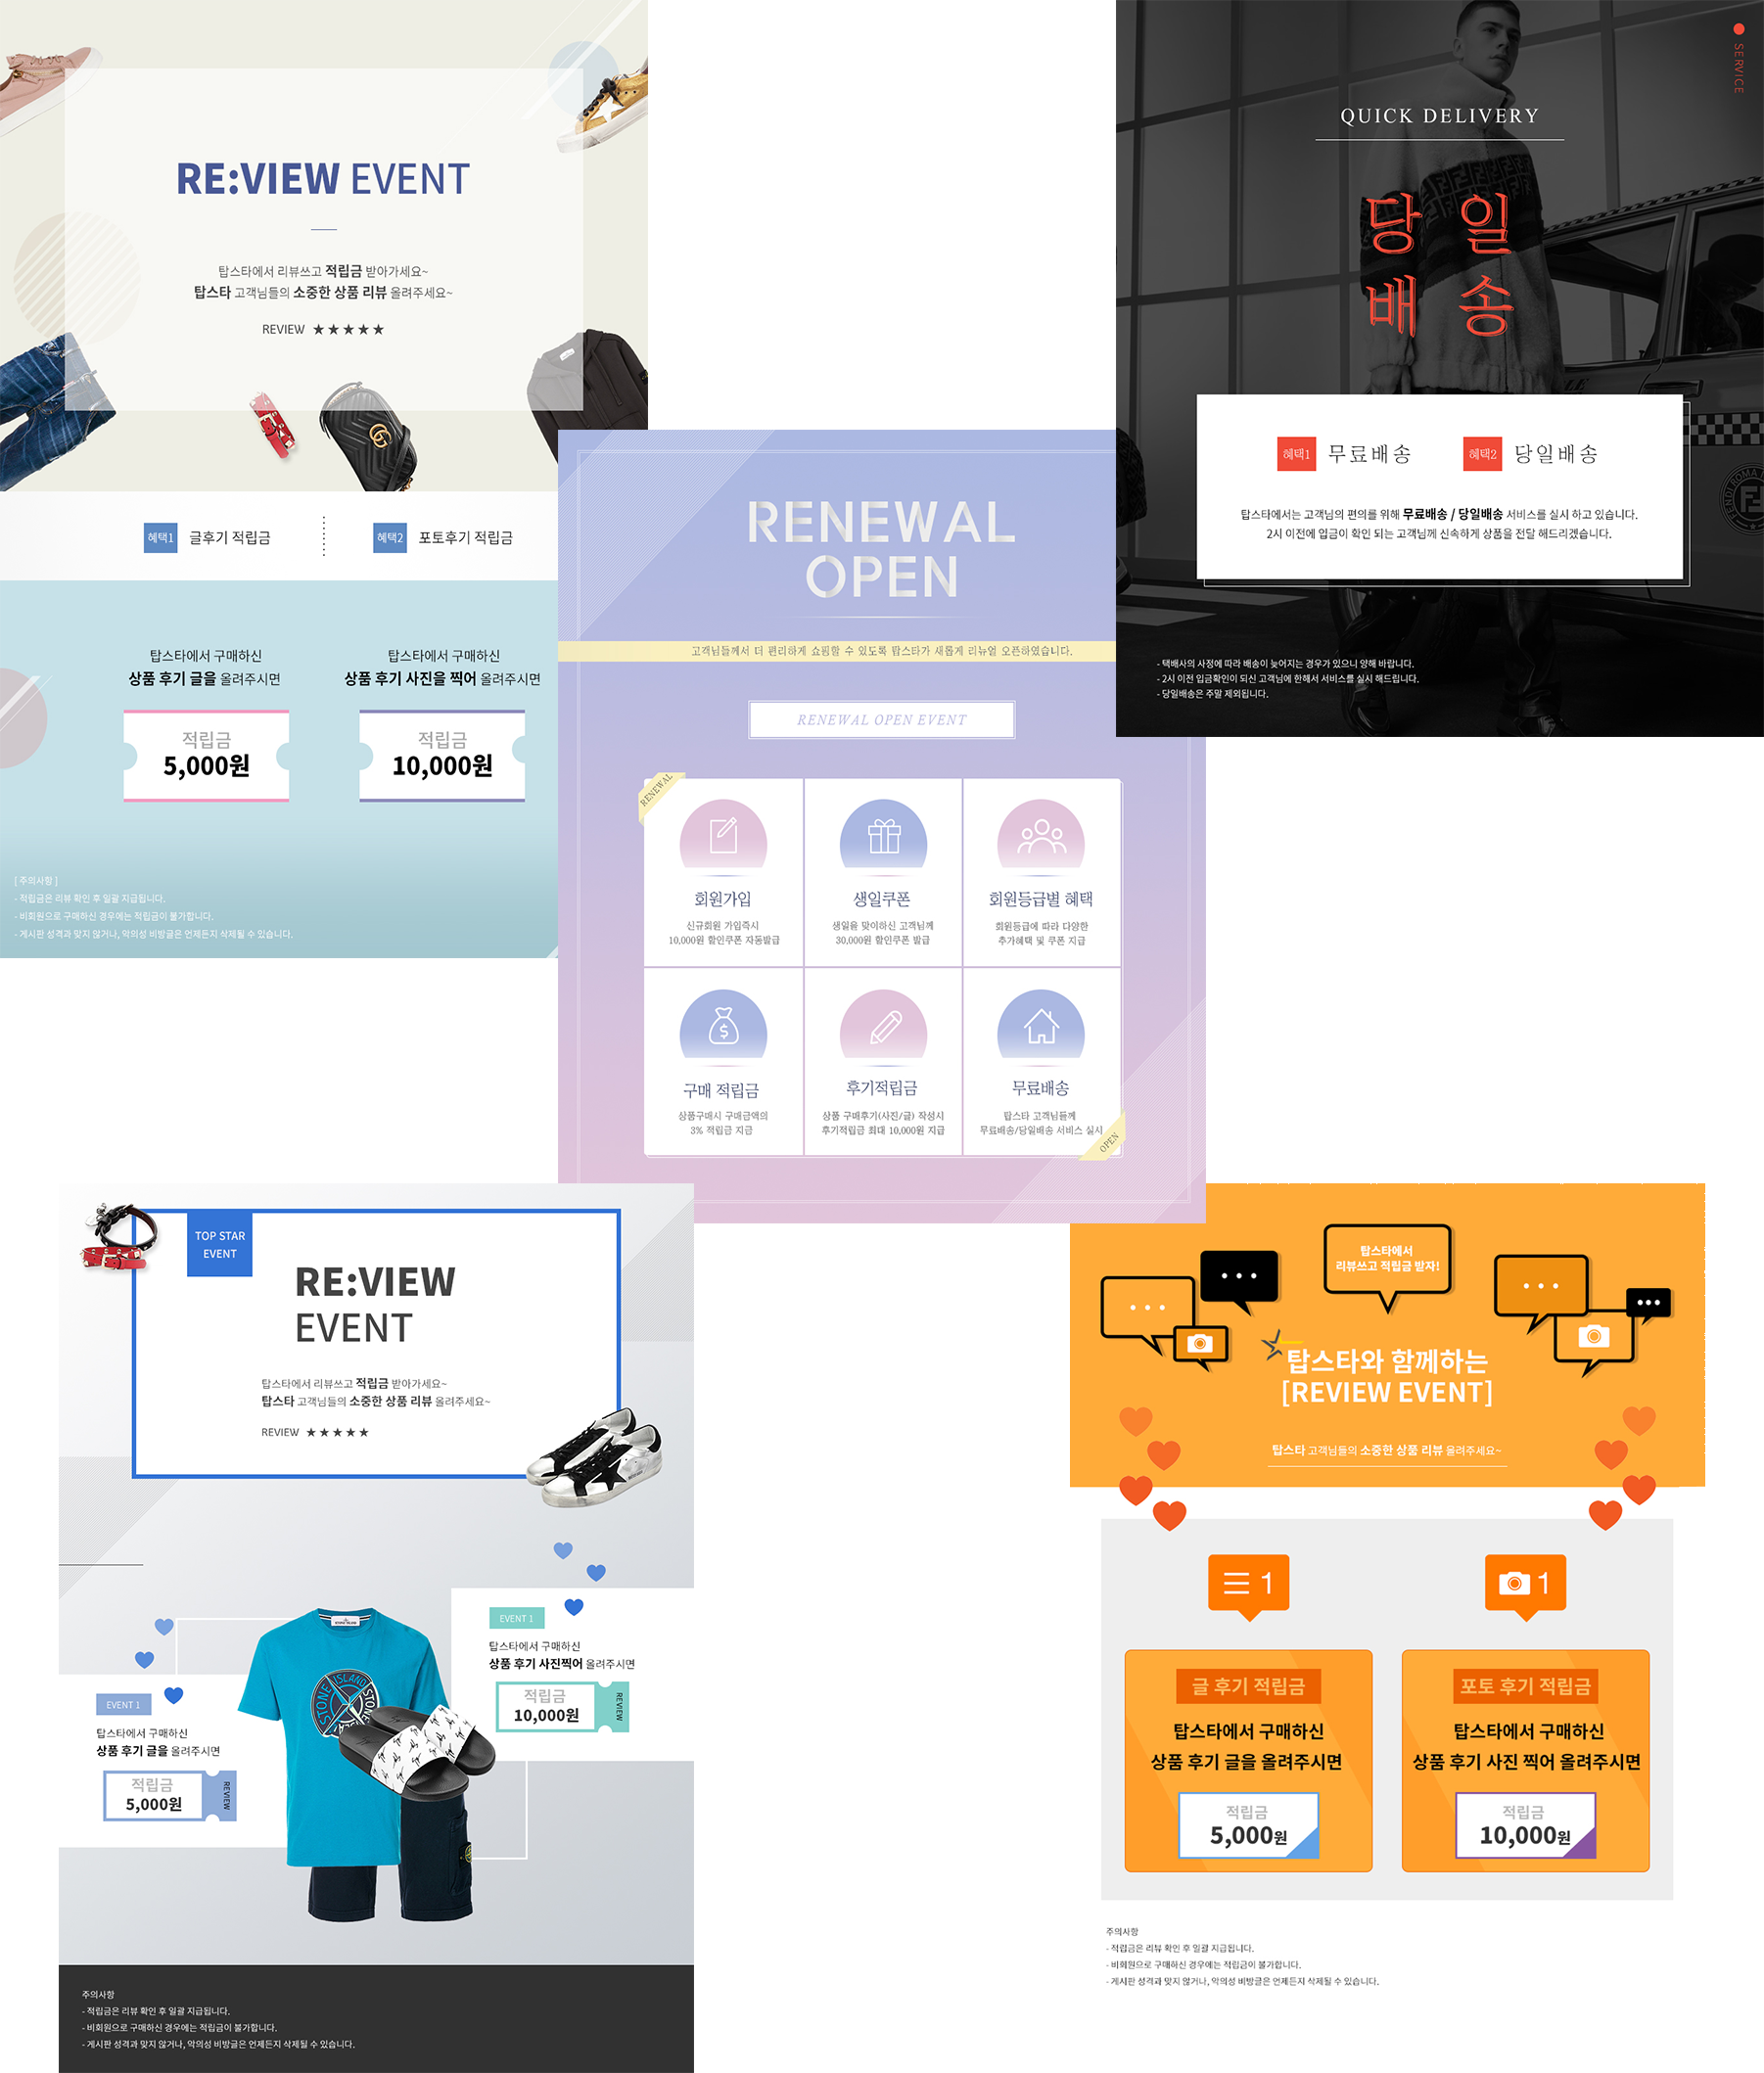 RE:VIEW EVENT
탑스타에서 리뷰쓰고 적립금 받아가세요~
탑스타 고객님들의 소중한 상품 리뷰 올려주세요~
REVIEW ★★★★★
혜택1 글후기 적립금
혜택2 포토후기 적립금
탑스타에서 구매하신
상품 후기 글을 올려주시면
적립금
5,000원
탑스타에서 구매하신
상품 후기 사진을 찍어 올려주시면
적립금
10,000원
[ 주의사항 ]
- 적립금은 리뷰 확인 후 일괄 지급됩니다.
- 비회원으로 구매하신 경우에는 적립금이 불가합니다.
- 게시판 성격과 맞지 않거나, 악의성 비방글은 언제든지 삭제될 수 있습니다.
SERVICE
QUICK DELIVERY
당일
배송
혜택1 무료배송
혜택2 당일배송
탑스타에서는 고객님의 편의를 위해 무료배송 / 당일배송 서비스를 실시 하고 있습니다.
2시 이전에 입금이 확인 되는 고객님께 신속하게 상품을 전달 해드리겠습니다.
- 택배사의 사정에 따라 배송이 늦어지는 경우가 있으니 양해 바랍니다.
- 2시 이전 입금확인이 되신 고객님에 한해서 서비스를 실시 해드립니다.
- 당일배송은 주말 제외됩니다.
RENEWAL
OPEN
고객님들께서 더 편리하게 쇼핑할 수 있도록 탑스타가 새롭게 리뉴얼 오픈하였습니다.
RENEWAL OPEN EVENT
RENEWAL
회원가입
신규회원 가입즉시
10,000원 할인쿠폰 자동발급
생일쿠폰
생일을 맞이하신 고객님께
30,000원 할인쿠폰 발급
회원등급별 혜택
회원등급에 따라 다양한
추가혜택 및 쿠폰 지급
구매 적립금
상품구매시 구매금액의
3% 적립금 지급
후기적립금
상품 구매후기(사진/글) 작성시
후기적립금 최대 10,000원 지급
무료배송
탑스타 고객님들께
무료배송/당일배송 서비스 실시
OPEN
TOP STAR
EVENT
RE:VIEW
EVENT
탑스타에서 리뷰쓰고 적립금 받아가세요~
탑스타 고객님들의 소중한 상품 리뷰 올려주세요~
REVIEW ★★★★★
EVENT 1
탑스타에서 구매하신
상품 후기 사진찍어 올려주시면
적립금
10,000원
REVIEW
EVENT 1
탑스타에서 구매하신
상품 후기 글을 올려주시면
적립금
5,000원
REVIEW
STONE ISLAND
주의사항
- 적립금은 리뷰 확인 후 일괄 지급됩니다.
- 비회원으로 구매하신 경우에는 적립금이 불가합니다.
- 게시판 성격과 맞지 않거나, 악의성 비방글은 언제든지 삭제될 수 있습니다.
탑스타에서
리뷰쓰고 적립금 받자!
탑스타와 함께하는
[REVIEW EVENT]
탑스타 고객님들의 소중한 상품 리뷰 올려주세요~
1
1
글 후기 적립금
탑스타에서 구매하신
상품 후기 글을 올려주시면
적립금
5,000원
포토 후기 적립금
탑스타에서 구매하신
상품 후기 사진 찍어 올려주시면
적립금
10,000원
주의사항
- 적립금은 리뷰 확인 후 일괄 지급됩니다.
- 비회원으로 구매하신 경우에는 적립금이 불가합니다.
- 게시판 성격과 맞지 않거나, 악의성 비방글은 언제든지 삭제될 수 있습니다.